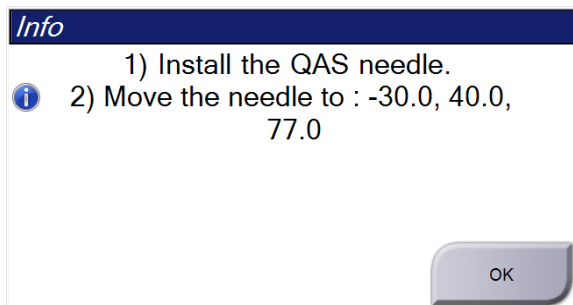 Info
1) Install the QAS needle.
2) Move the needle to : -30.0, 40.0,
77.0
OK